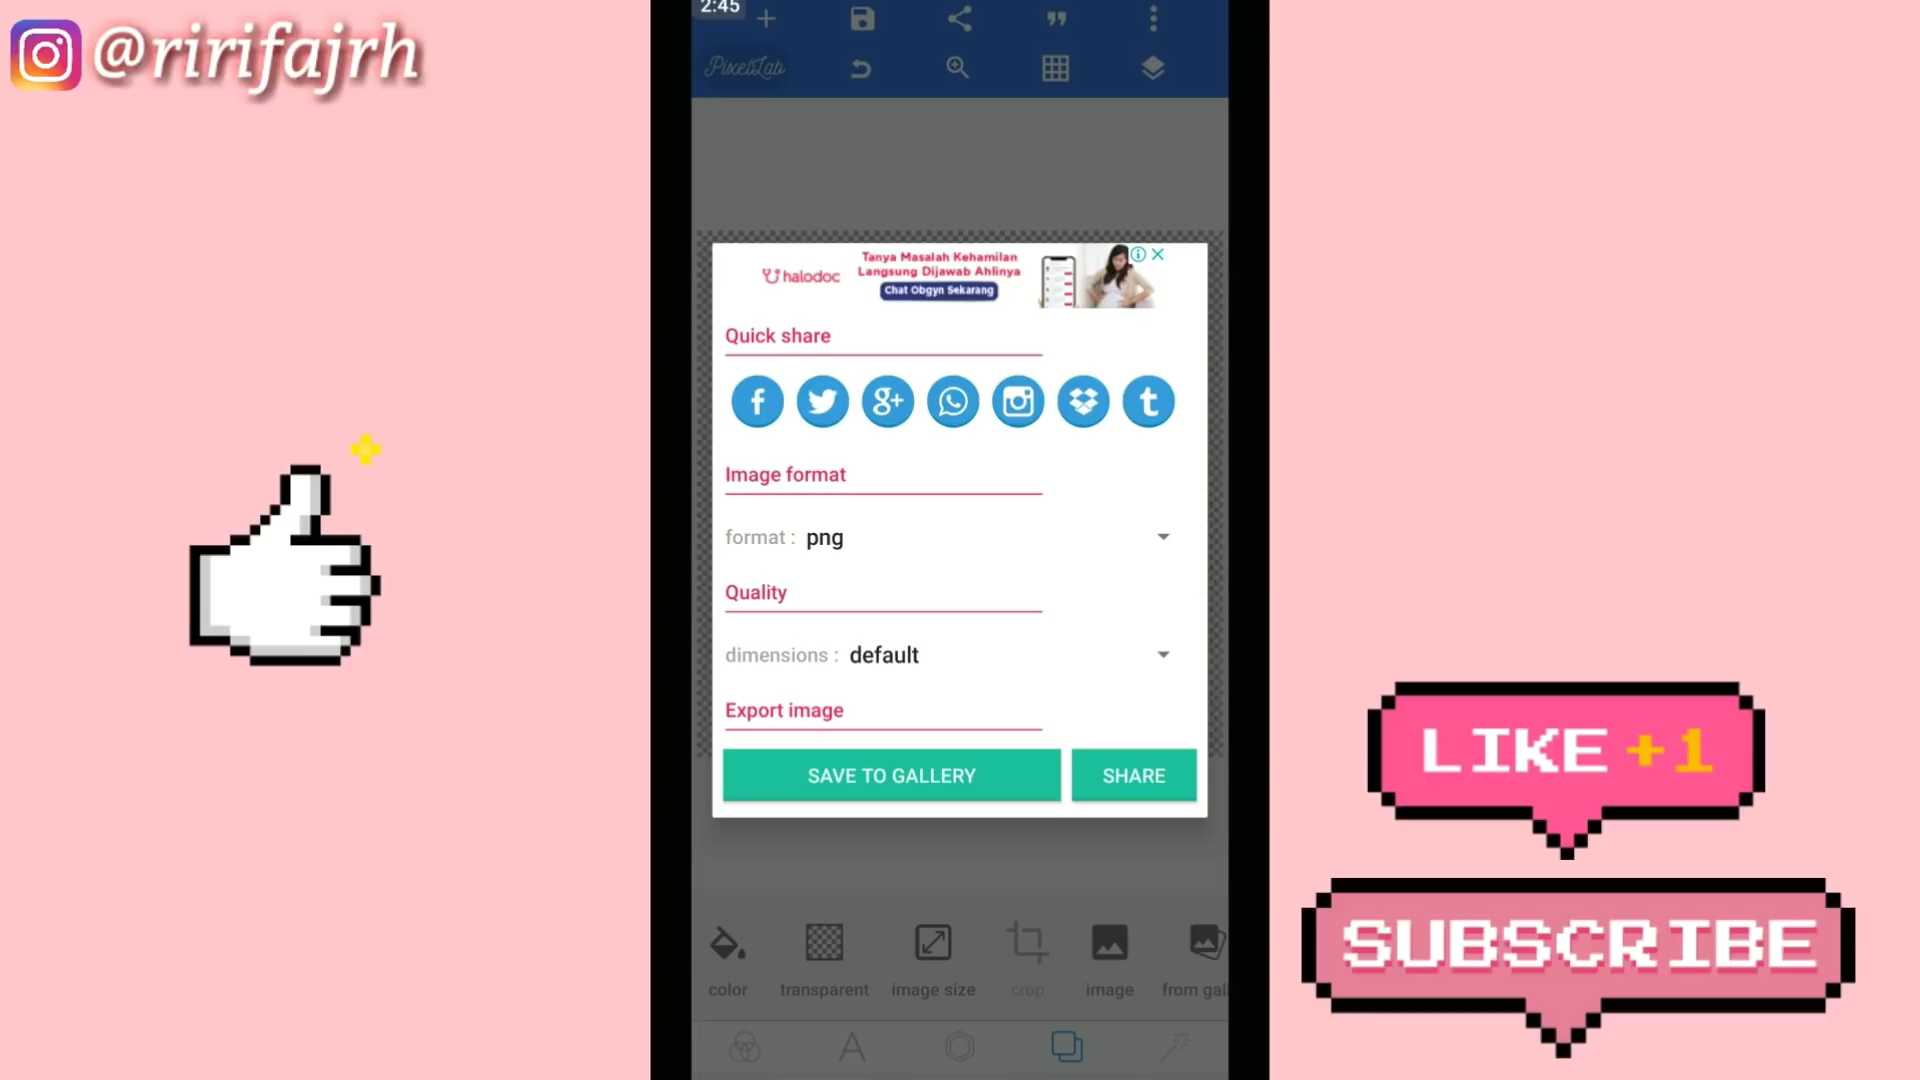 @ririfajrh
2:45
PixelLab
halodoc
Tanya Masalah Kehamilan
Langsung Dijawab Ahlinya
Chat Obgyn Sekarang
Quick share
Image format
format : png
Quality
dimensions : default
Export image
SAVE TO GALLERY
SHARE
LIKE +1
SUBSCRIBE
color
transparent
image size
crop
image
from gall